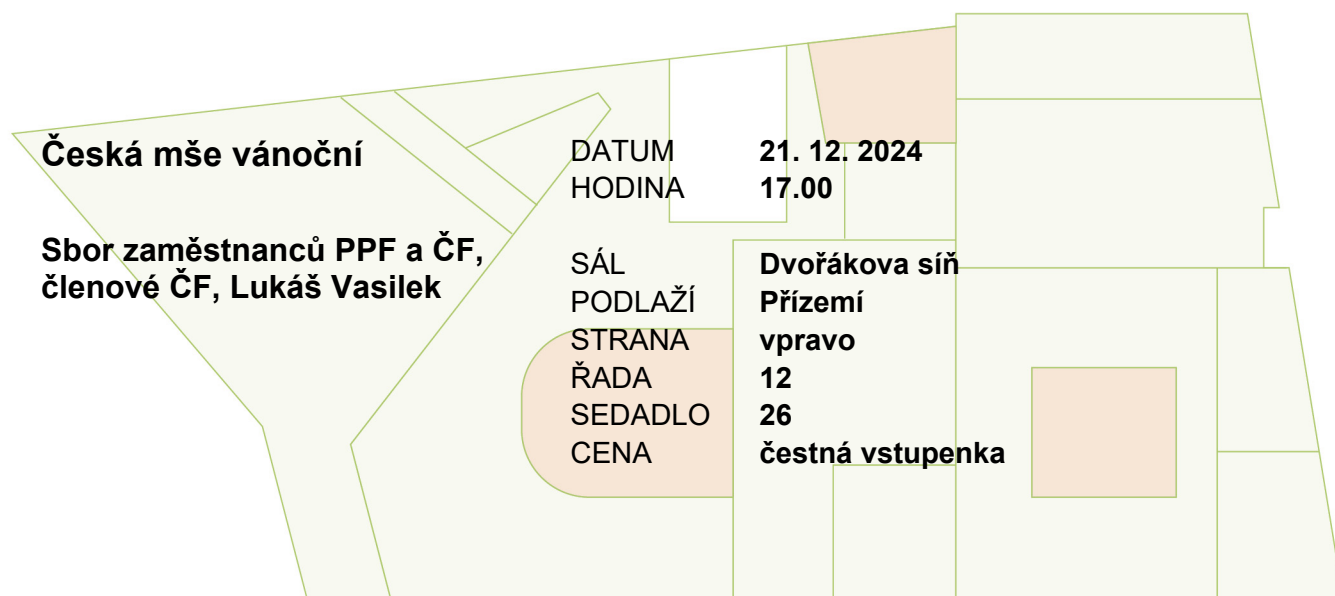 Česká mše vánoční
Sbor zaměstnanců PPF a ČF,
členové ČF, Lukáš Vasilek
DATUM 21. 12. 2024
HODINA 17.00
SÁL Dvořákova síň
PODLAŽÍ Přízemí
STRANA vpravo
ŘADA 12
SEDADLO 26
CENA čestná vstupenka